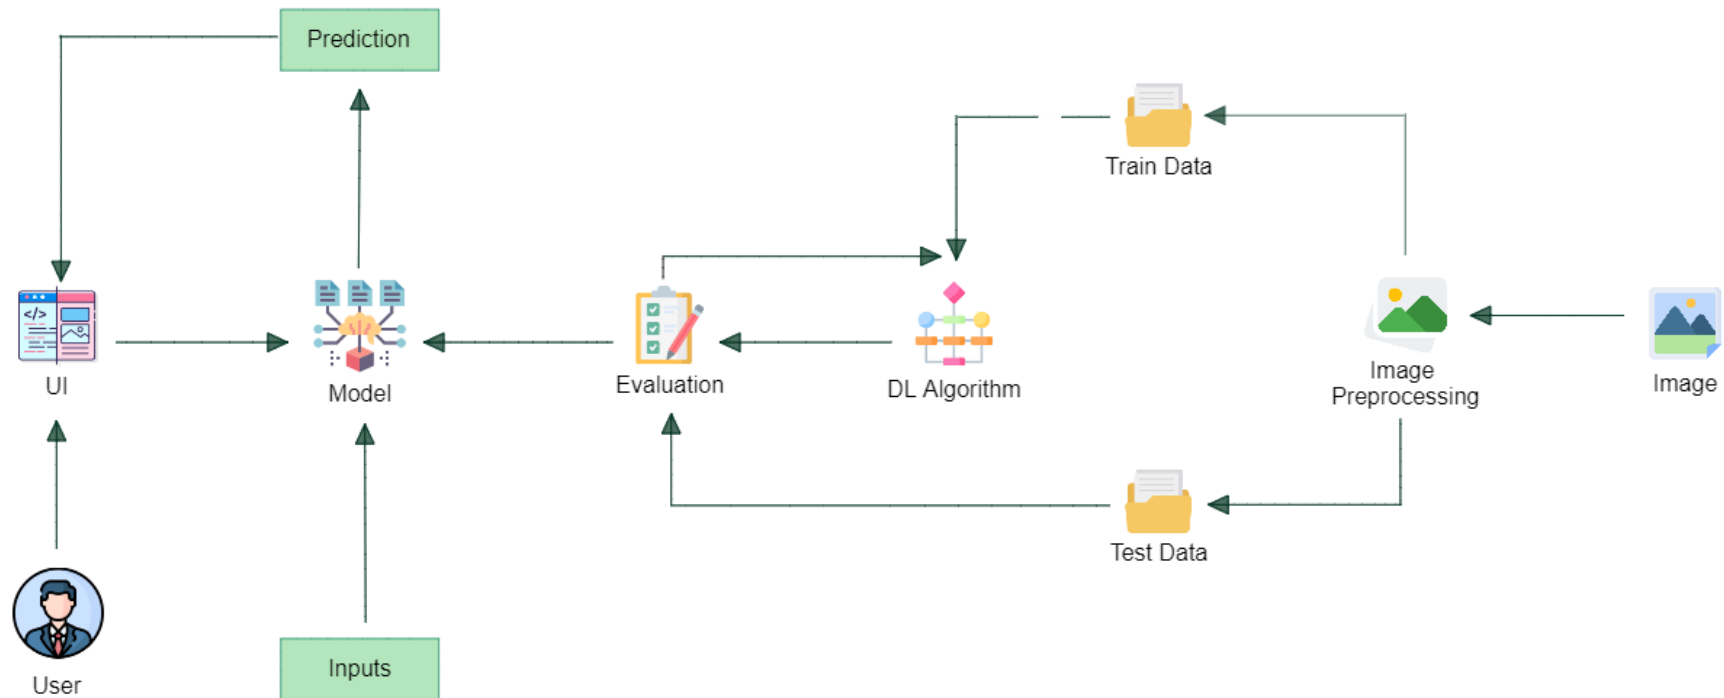 Prediction
Train Data
UI
Model
Evaluation
DL Algorithm
Image
Preprocessing
Image
Test Data
User
Inputs